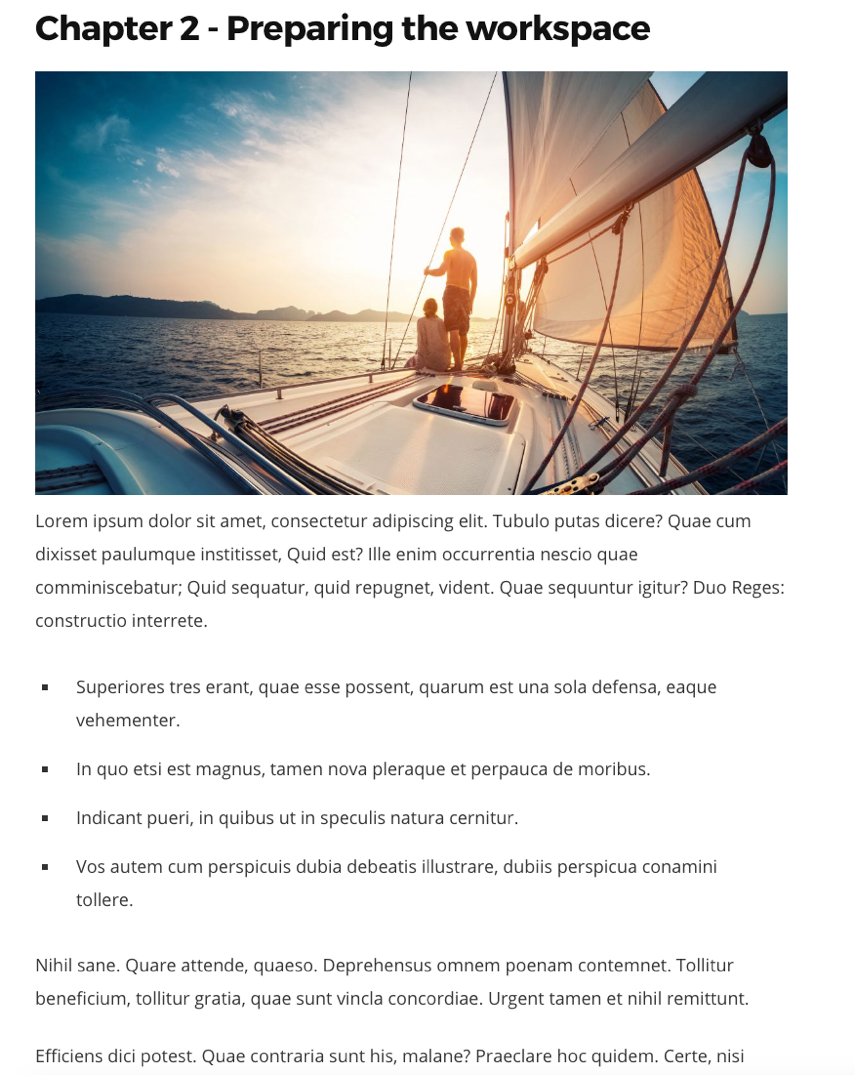 Chapter 2 - Preparing the workspace
Lorem ipsum dolor sit amet, consectetur adipiscing elit. Tubulo putas dicere? Quae cum
dixisset paulumque institisset, Quid est? Ille enim occurrentia nescio quae
comminiscebatur; Quid sequatur, quid repugnet, vident. Quae sequuntur igitur? Duo Reges:
constructio interrete.
▪ Superiores tres erant, quae esse possent, quarum est una sola defensa, eaque
vehementer.
▪ In quo etsi est magnus, tamen nova pleraque et perpauca de moribus.
▪ Indicant pueri, in quibus ut in speculis natura cernitur.
▪ Vos autem cum perspicuis dubia debeatis illustrare, dubiis perspicua conamini
tollere.
Nihil sane. Quare attende, quaeso. Deprehensus omnem poenam contemnet. Tollitur
beneficium, tollitur gratia, quae sunt vincla concordiae. Urgent tamen et nihil remittunt.
Efficiens dici potest. Quae contraria sunt his, malane? Praeclare hoc quidem. Certe, nisi